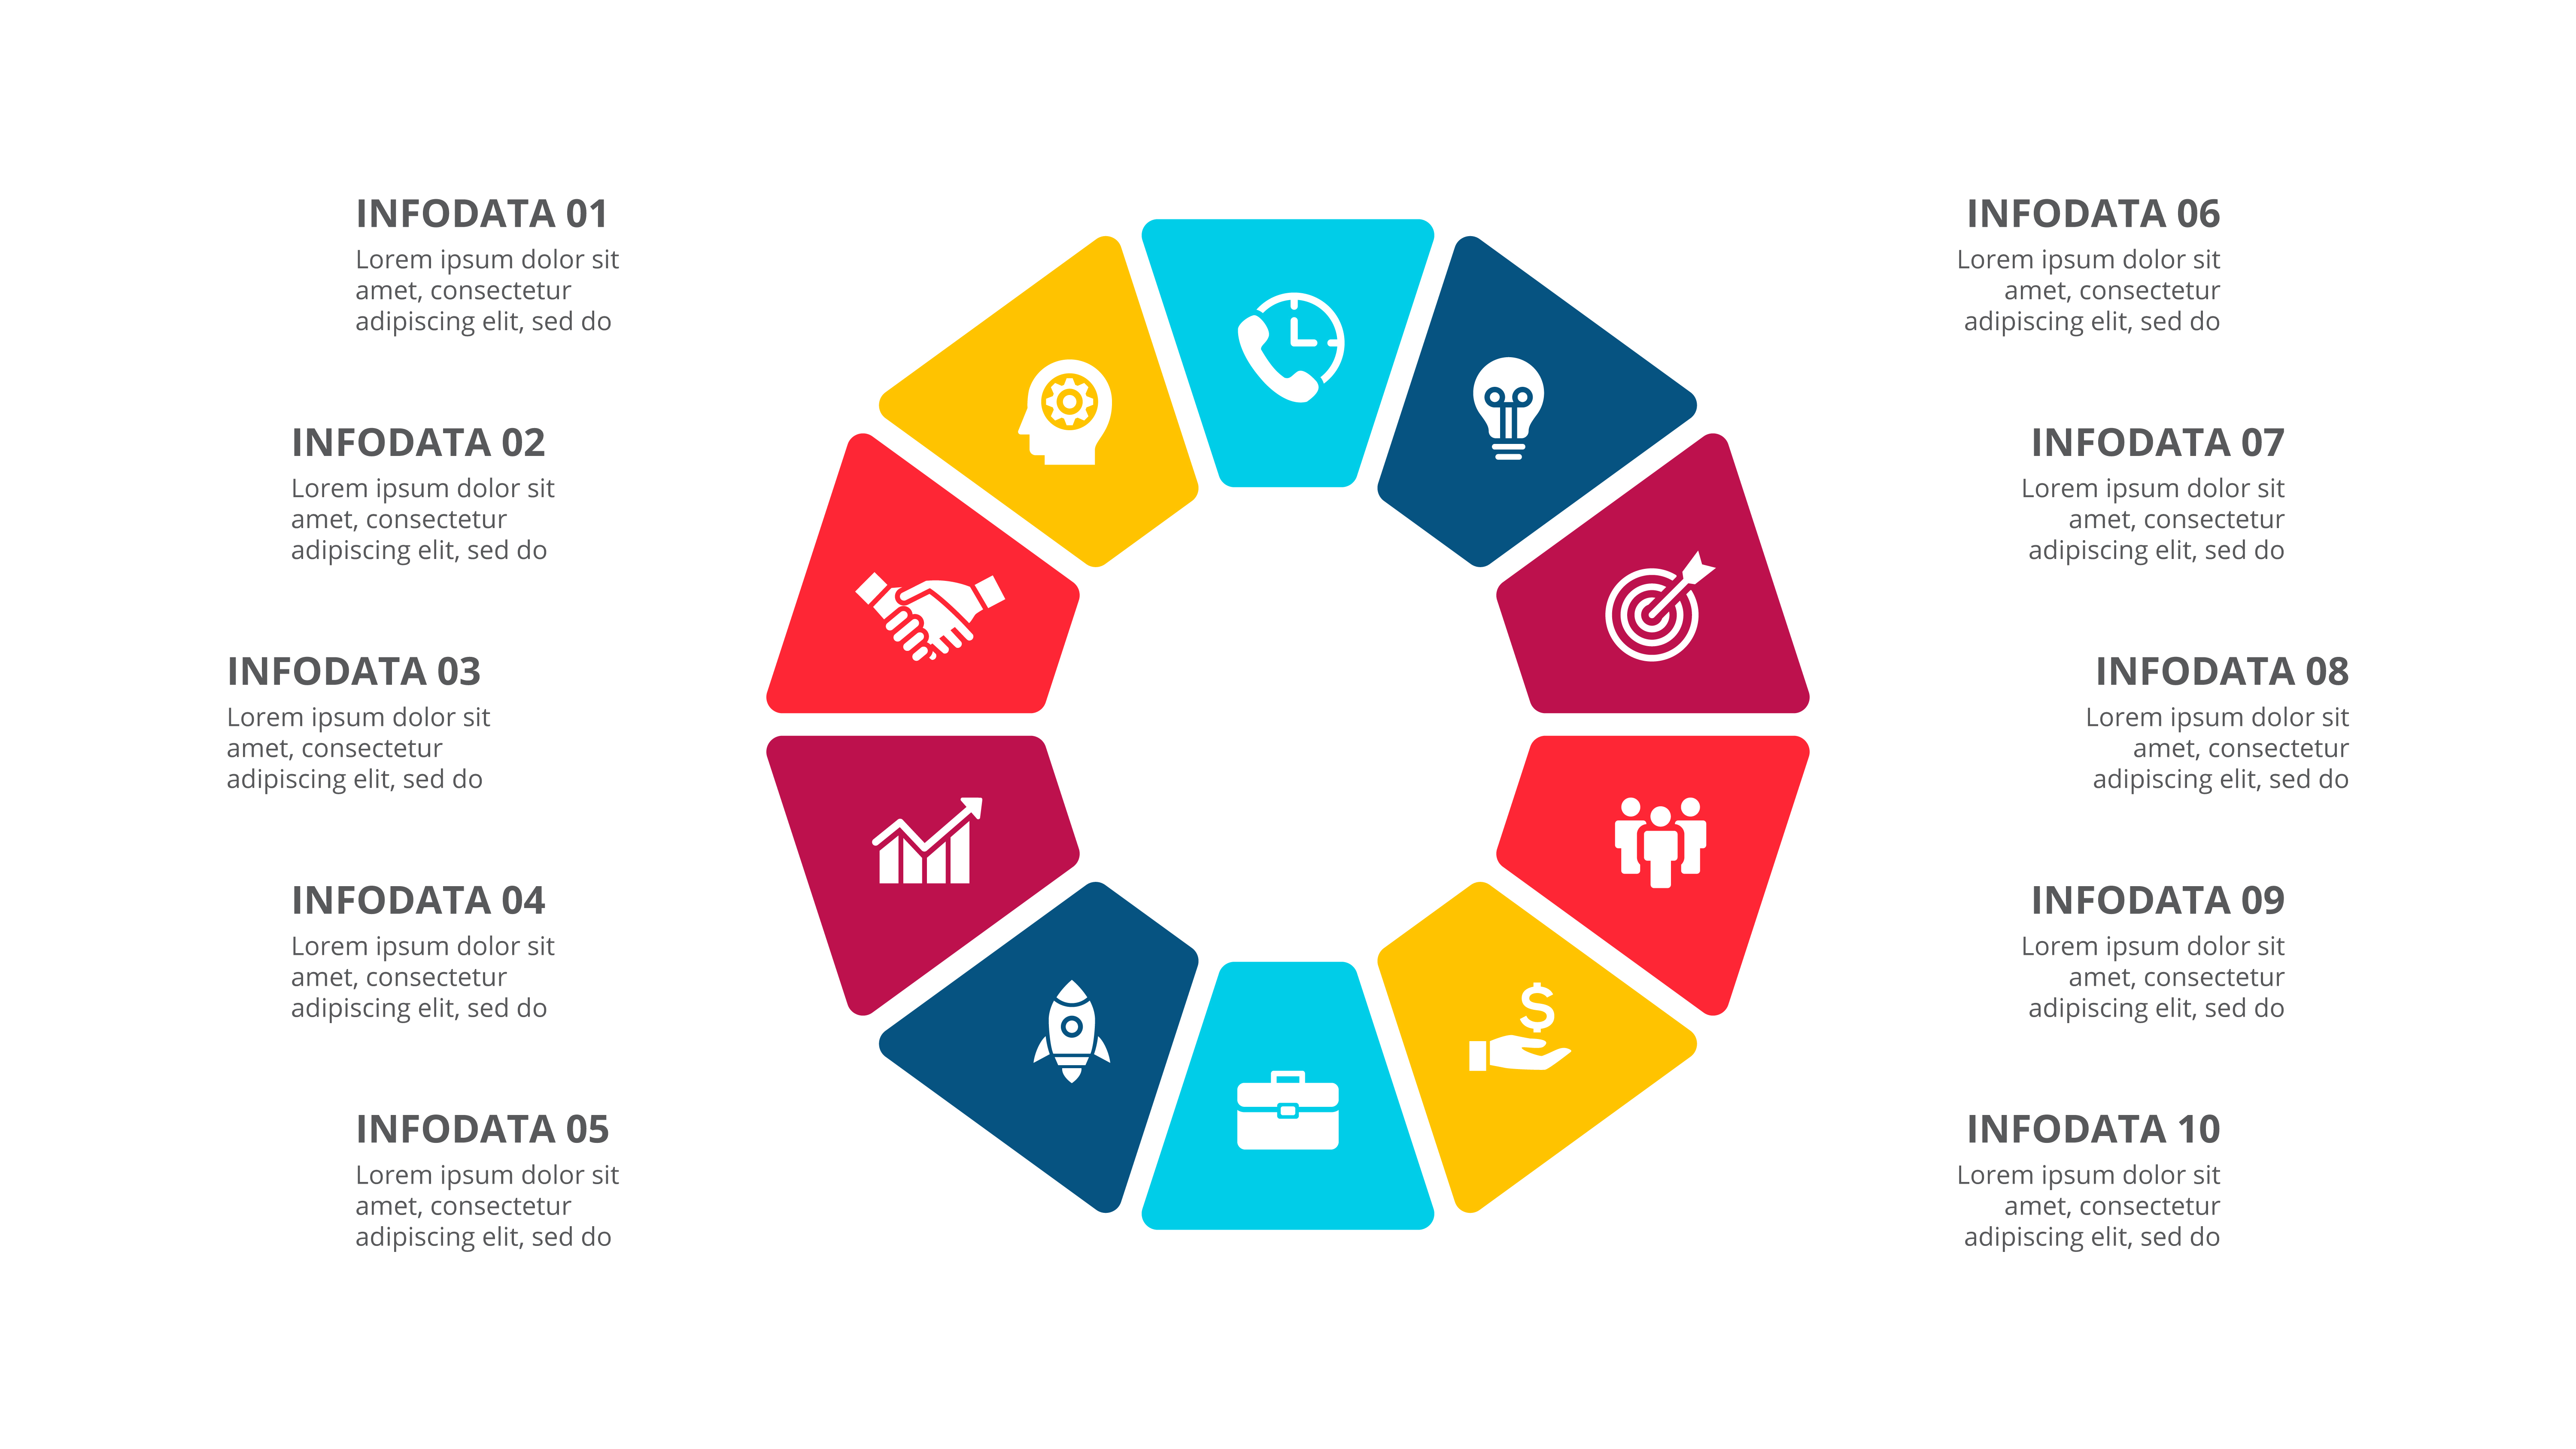 INFODATA 01
Lorem ipsum dolor sit
amet, consectetur
adipiscing elit, sed do
INFODATA 02
Lorem ipsum dolor sit
amet, consectetur
adipiscing elit, sed do
INFODATA 03
Lorem ipsum dolor sit
amet, consectetur
adipiscing elit, sed do
INFODATA 04
Lorem ipsum dolor sit
amet, consectetur
adipiscing elit, sed do
INFODATA 05
Lorem ipsum dolor sit
amet, consectetur
adipiscing elit, sed do
$
INFODATA 06
Lorem ipsum dolor sit
amet, consectetur
adipiscing elit, sed do
INFODATA 07
Lorem ipsum dolor sit
amet, consectetur
adipiscing elit, sed do
INFODATA 08
Lorem ipsum dolor sit
amet, consectetur
adipiscing elit, sed do
INFODATA 09
Lorem ipsum dolor sit
amet, consectetur
adipiscing elit, sed do
INFODATA 10
Lorem ipsum dolor sit
amet, consectetur
adipiscing elit, sed do